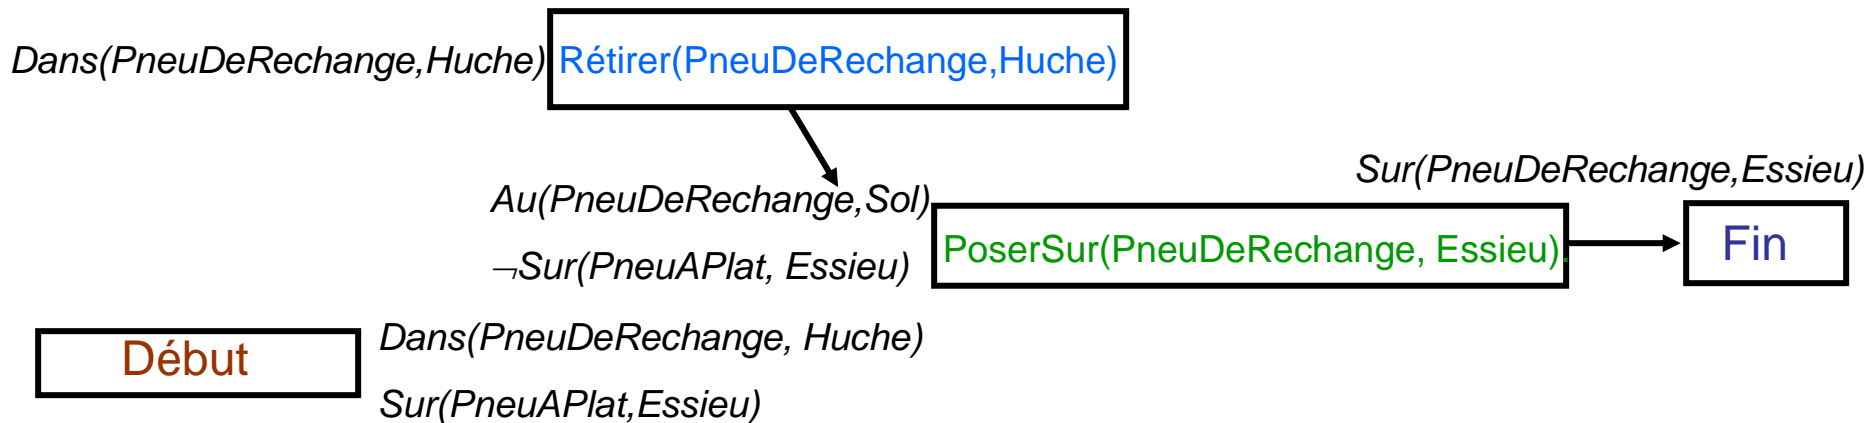 Dans(PneuDeRechange,Huche) Rétirer(PneuDeRechange,Huche)
Sur(PneuDeRechange,Essieu)
Au(PneuDeRechange,Sol)
PoserSur(PneuDeRechange, Essieu).
Fin
¬Sur(PneuAPlat, Essieu)
Début
Dans(PneuDeRechange, Huche)
Sur(PneuAPlat,Essieu)